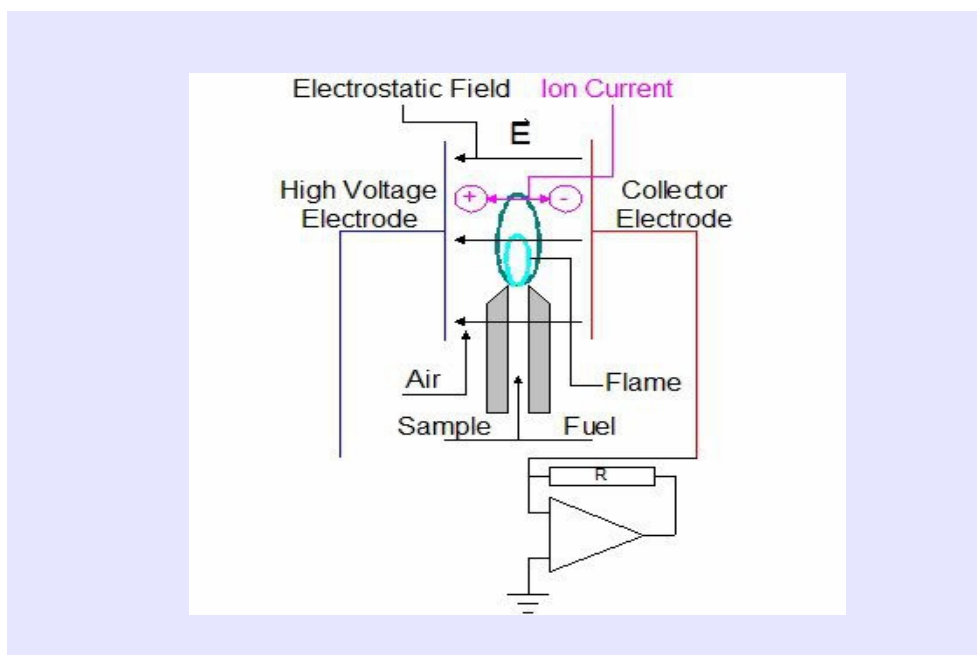 Electrostatic Field Ion Current
E
+ -
High Voltage
Electrode
Collector
Electrode
Air
Flame
Sample Fuel
R